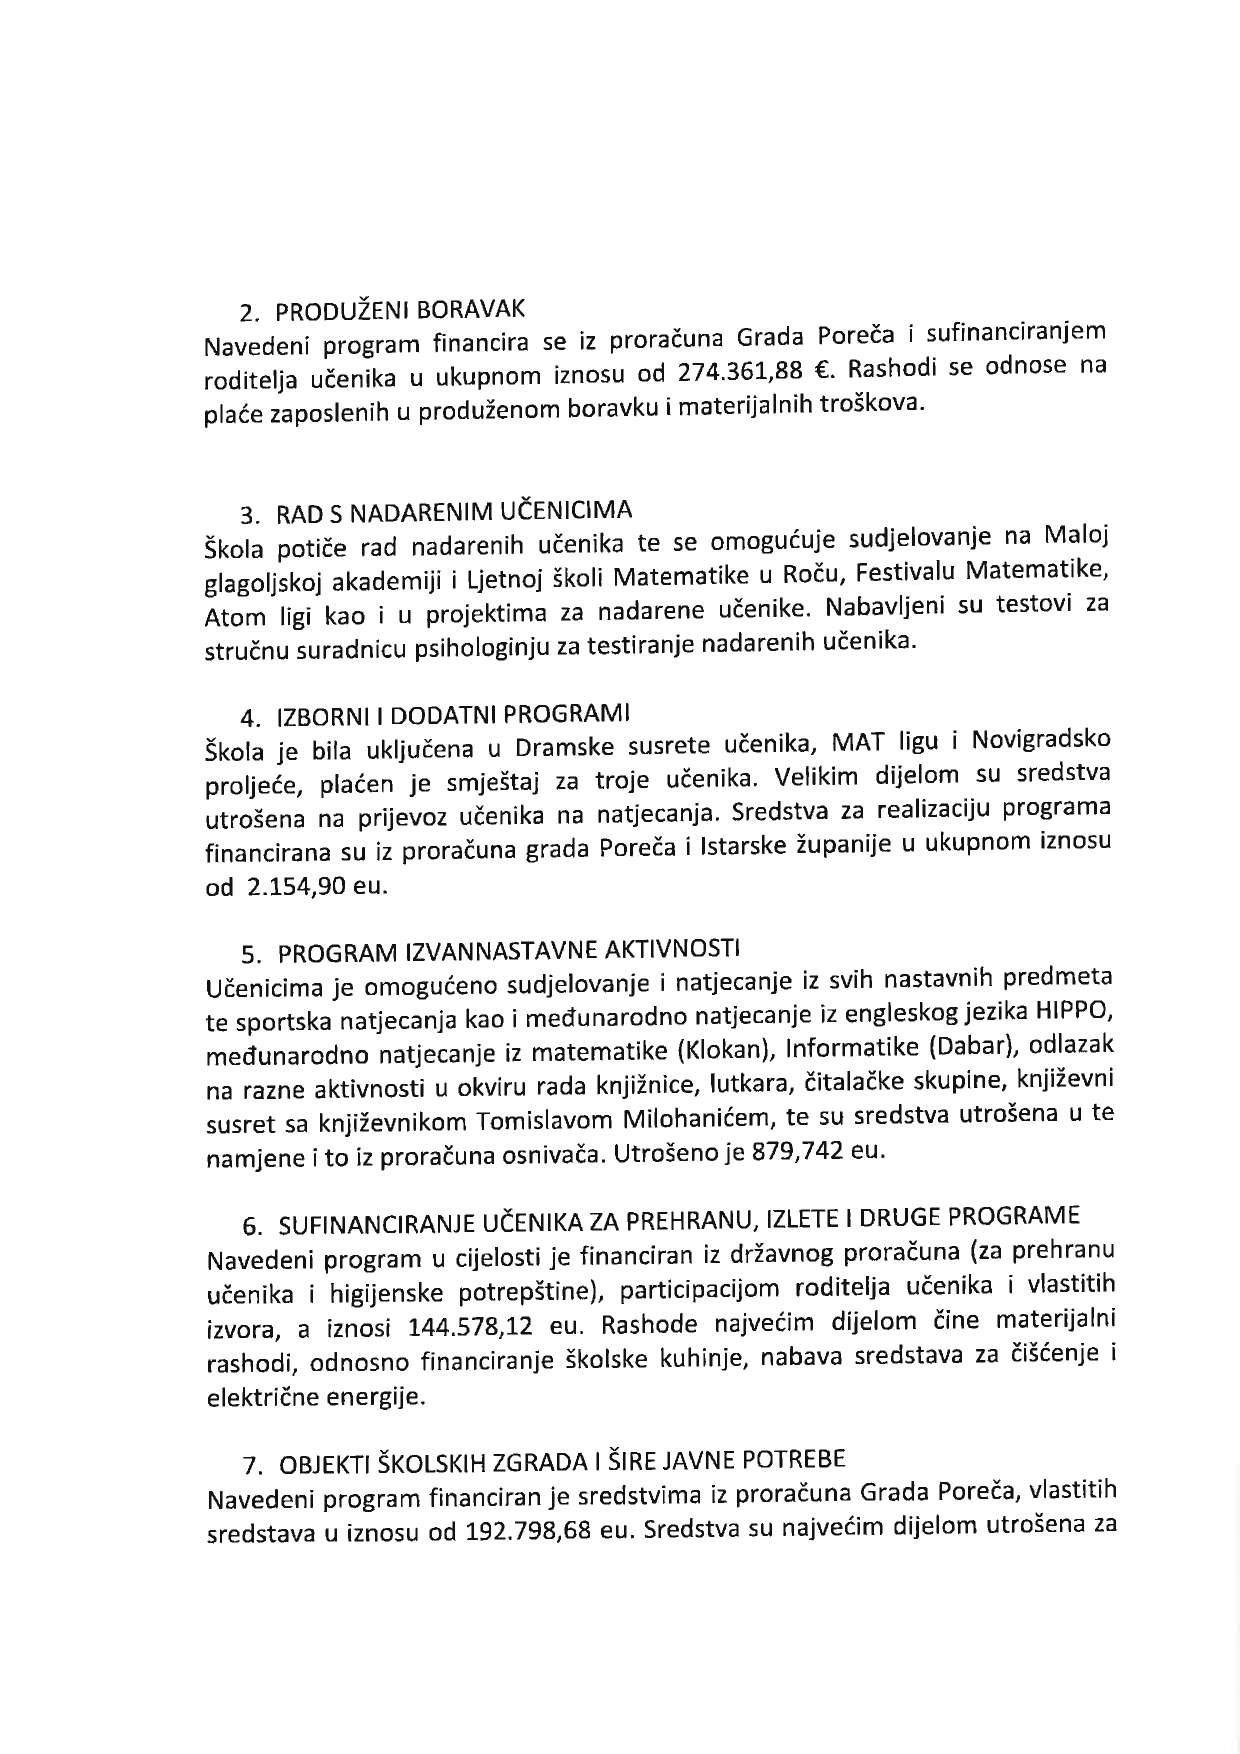 2. PRODUŽENI BORAVAK
Navedeni program financira se iz proračuna Grada Poreča i sufinanciranjem
roditelja učenika u ukupnom iznosu od 274.361,88 €. Rashodi se odnose na
plaće zaposlenih u produženom boravku i materijalnih troškova.
3. RAD S NADARENIM UČENICIMA
Škola potiče rad nadarenih učenika te se omogućuje sudjelovanje na Maloj
glagoljskoj akademiji i Ljetnoj školi Matematike u Roču, Festivalu Matematike,
Atom ligi kao i u projektima za nadarene učenike. Nabavljeni su testovi za
stručnu suradnicu psihologinju za testiranje nadarenih učenika.
4. IZBORNI I DODATNI PROGRAMI
Škola je bila uključena u Dramske susrete učenika, MAT ligu i Novigradsko
proljeće, plaćen je smještaj za troje učenika. Velikim dijelom su sredstva
utrošena na prijevoz učenika na natjecanja. Sredstva za realizaciju programa
financirana su iz proračuna grada Poreča i Istarske županije u ukupnom iznosu
od 2.154,90 eu.
5. PROGRAM IZVANNASTAVNE AKTIVNOSTI
Učenicima je omogućeno sudjelovanje i natjecanje iz svih nastavnih predmeta
te sportska natjecanja kao i međunarodno natjecanje iz engleskog jezika HIPPO,
međunarodno natjecanje iz matematike (Klokan), Informatike (Dabar), odlazak
na razne aktivnosti u okviru rada knjižnice, lutkara, čitalačke skupine, književni
susret sa književnikom Tomislavom Milohanićem, te su sredstva utrošena u te
namjene i to iz proračuna osnivača. Utrošeno je 879,742 eu.
6. SUFINANCIRANJE UČENIKA ZA PREHRANU, IZLETE I DRUGE PROGRAME
Navedeni program u cijelosti je financiran iz državnog proračuna (za prehranu
učenika i higijenske potrepštine), participacijom roditelja učenika i vlastitih
izvora, a iznosi 144.578,12 eu. Rashode najvećim dijelom čine materijalni
rashodi, odnosno financiranje školske kuhinje, nabava sredstava za čišćenje i
električne energije.
7. OBJEKTI ŠKOLSKIH ZGRADA I ŠIRE JAVNE POTREBE
Navedeni program financiran je sredstvima iz proračuna Grada Poreča, vlastitih
sredstava u iznosu od 192.798,68 eu. Sredstva su najvećim dijelom utrošena za